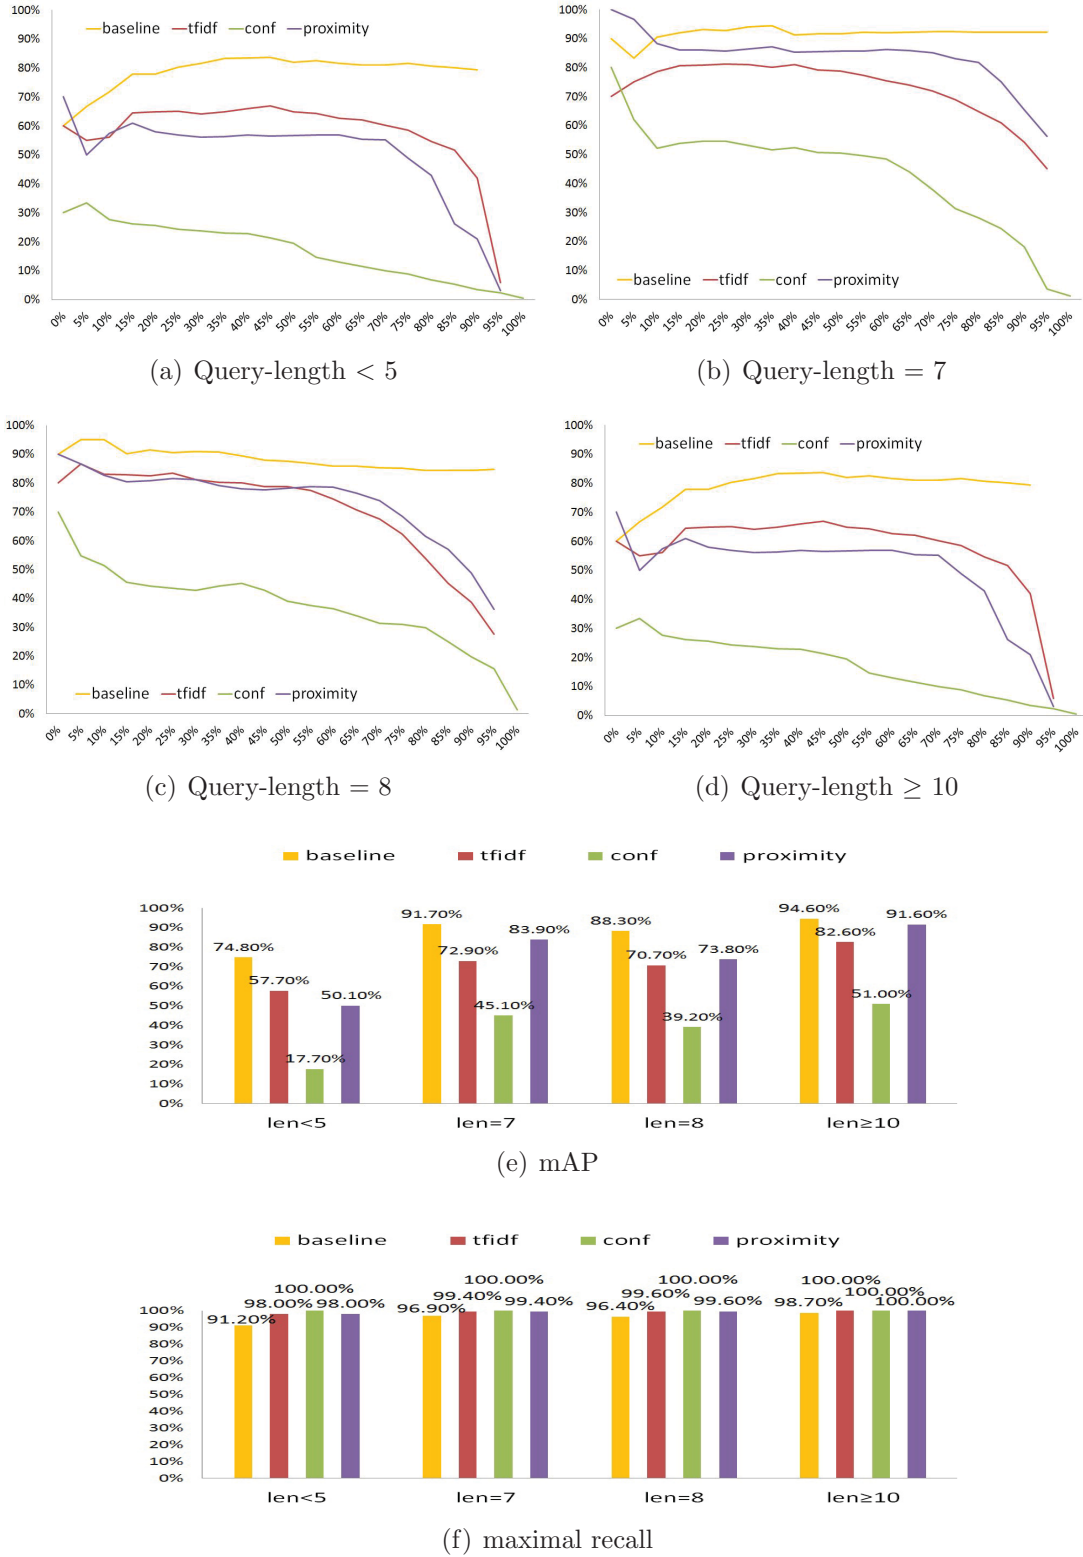 100%
90%
80%
70%
60%
50%
40%
30%
20%
10%
0%
baseline tfidf conf proximity
0% 5% 10% 15% 20% 25% 30% 35% 40% 45% 50% 55% 60% 65% 70% 75% 80% 85% 90% 95% 100%
(a) Query-length < 5
100%
90%
80%
70%
60%
50%
40%
30%
20%
10%
0%
baseline tfidf conf proximity
0% 5% 10% 15% 20% 25% 30% 35% 40% 45% 50% 55% 60% 65% 70% 75% 80% 85% 90% 95% 100%
(b) Query-length = 7
100%
90%
80%
70%
60%
50%
40%
30%
20%
10%
0%
baseline tfidf conf proximity
0% 5% 10% 15% 20% 25% 30% 35% 40% 45% 50% 55% 60% 65% 70% 75% 80% 85% 90% 95% 100%
(c) Query-length = 8
100%
90%
80%
70%
60%
50%
40%
30%
20%
10%
0%
baseline tfidf conf proximity
0% 5% 10% 15% 20% 25% 30% 35% 40% 45% 50% 55% 60% 65% 70% 75% 80% 85% 90% 95% 100%
(d) Query-length ≥ 10
baseline tfidf conf proximity
100%
90%
80%
70%
60%
50%
40%
30%
20%
10%
0%
74.80% 57.70% 17.70% 50.10%
91.70% 72.90% 45.10% 83.90%
88.30% 70.70% 39.20% 73.80%
94.60% 82.60% 51.00% 91.60%
len<5 len=7 len=8 len≥10
(e) mAP
baseline tfidf conf proximity
100%
90%
80%
70%
60%
50%
40%
30%
20%
10%
0%
91.20% 98.00% 100.00% 98.00%
96.90% 99.40% 100.00% 99.40%
96.40% 99.60% 100.00% 99.60%
98.70% 100.00% 100.00% 100.00%
len<5 len=7 len=8 len≥10
(f) maximal recall